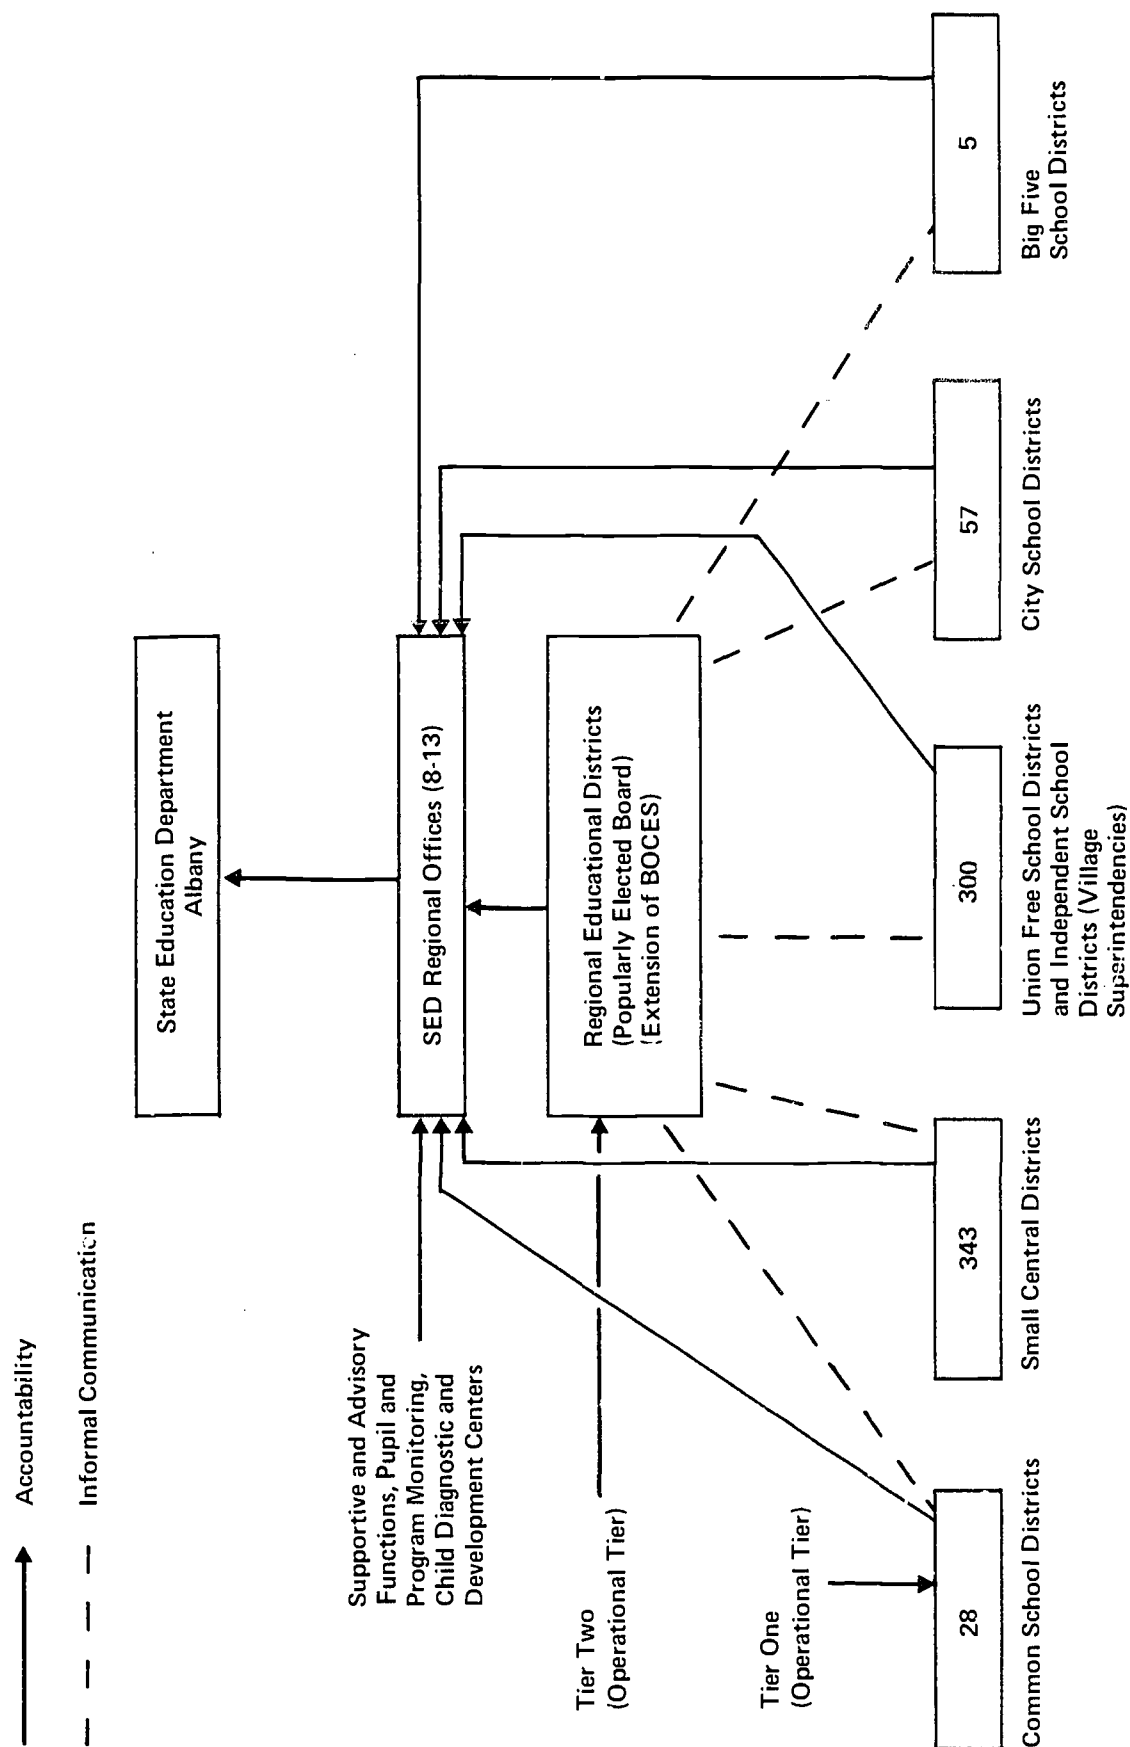 Accountability
Informal Communication
State Education Department
Albany
SED Regional Offices (8-13)
Supportive and Advisory
Functions, Pupil and
Program Monitoring,
Child Diagnostic and
Development Centers
Regional Educational Districts
(Popularly Elected Board)
(Extension of BOCES)
Tier Two
(Operational Tier)
Tier One
(Operational Tier)
28
Common School Districts
343
Small Central Districts
300
Union Free School Districts
and Independent School
Districts (Village
Superintendencies)
57
City School Districts
5
Big Five
School Districts